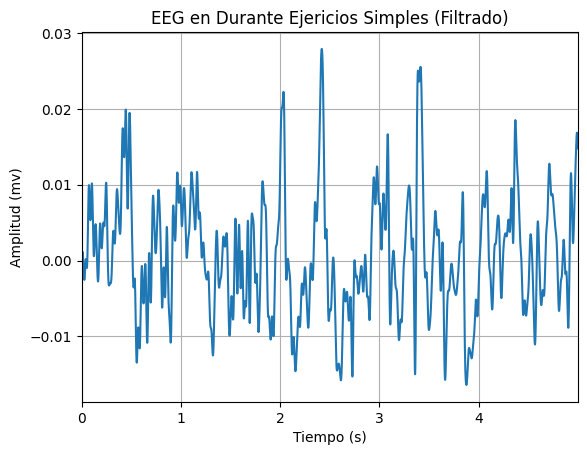 EEG en Durante Ejericios Simples (Filtrado)
0.03
0.02
0.01
0.00
−0.01
Amplitud (mv)
0 1 2 3 4
Tiempo (s)